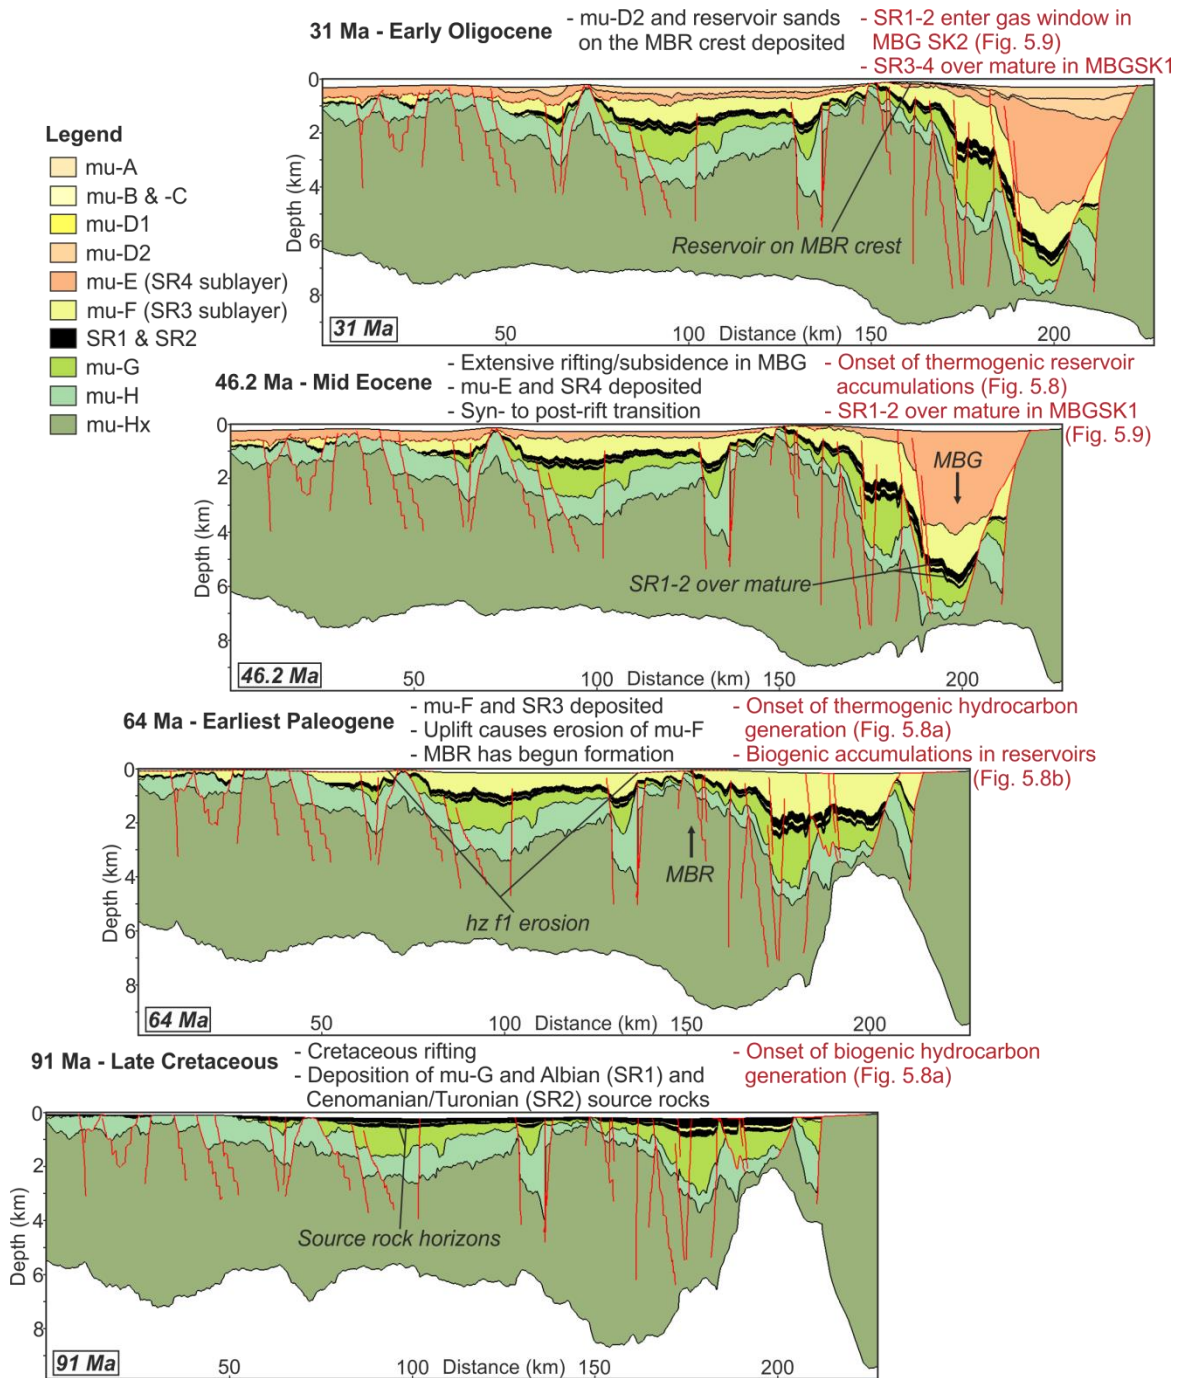 31 Ma - Early Oligocene
- mu-D2 and reservoir sands
on the MBR crest deposited
- SR1-2 enter gas window in
MBG SK2 (Fig. 5.9)
- SR3-4 over mature in MBGSK1
Legend
mu-A
mu-B & -C
mu-D1
mu-D2
mu-E (SR4 sublayer)
mu-F (SR3 sublayer)
SR1 & SR2
mu-G
mu-H
mu-Hx
Depth (km)
0
2
4
6
8
Reservoir on MBR crest
31 Ma
50 100 Distance (km) 150 200
46.2 Ma - Mid Eocene
- Extensive rifting/subsidence in MBG
- mu-E and SR4 deposited
- Syn- to post-rift transition
- Onset of thermogenic reservoir
accumulations (Fig. 5.8)
- SR1-2 over mature in MBGSK1
(Fig. 5.9)
Depth (km)
0
2
4
6
8
MBG
SR1-2 over mature
46.2 Ma
50 100 Distance (km) 150 200
64 Ma - Earliest Paleogene
- mu-F and SR3 deposited
- Uplift causes erosion of mu-F
- MBR has begun formation
- Onset of thermogenic hydrocarbon
generation (Fig. 5.8a)
- Biogenic accumulations in reservoirs
(Fig. 5.8b)
Depth (km)
0
2
4
6
8
MBR
hz f1 erosion
64 Ma
50 100 Distance (km) 150 200
91 Ma - Late Cretaceous
- Cretaceous rifting
- Deposition of mu-G and Albian (SR1) and
Cenomanian/Turonian (SR2) source rocks
- Onset of biogenic hydrocarbon
generation (Fig. 5.8a)
Depth (km)
0
2
4
6
8
Source rock horizons
91 Ma
50 100 Distance (km) 150 200